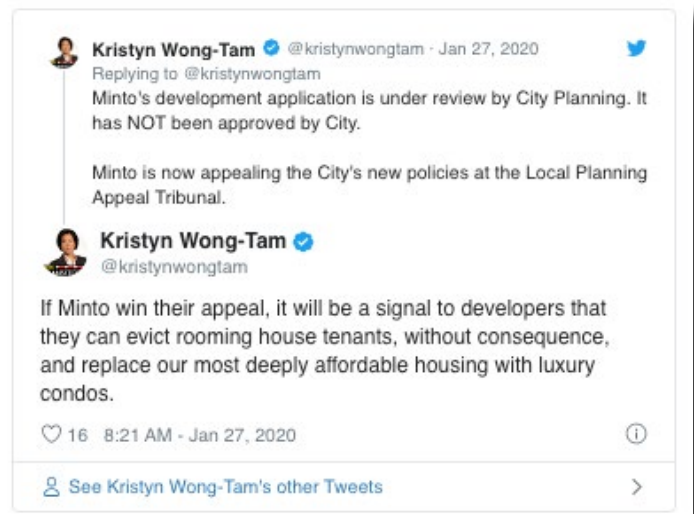 Kristyn Wong-Tam @kristynwongtam · Jan 27, 2020
Replying to @kristynwongtam
Minto's development application is under review by City Planning. It
has NOT been approved by City.
Minto is now appealing the City's new policies at the Local Planning
Appeal Tribunal.
Kristyn Wong-Tam
@kristynwongtam
If Minto win their appeal, it will be a signal to developers that
they can evict rooming house tenants, without consequence,
and replace our most deeply affordable housing with luxury
condos.
16 8:21 AM - Jan 27, 2020
See Kristyn Wong-Tam's other Tweets